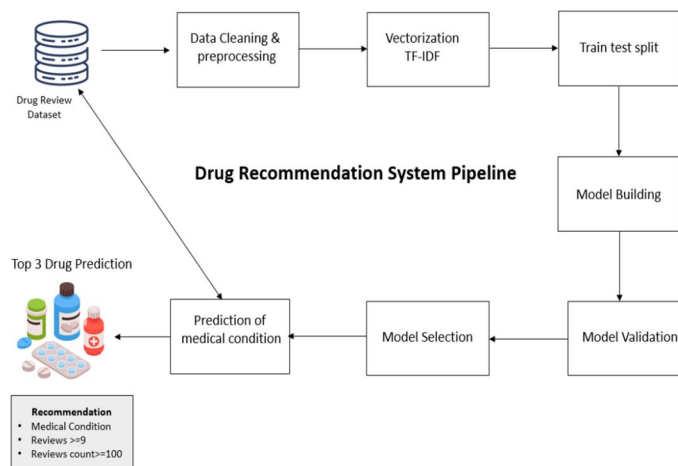 Drug Review
Dataset
Data Cleaning &
preprocessing
Vectorization
TF-IDF
Train test split
Drug Recommendation System Pipeline
Model Building
Top 3 Drug Prediction
Prediction of
medical condition
Model Selection
Model Validation
Recommendation
• Medical Condition
• Reviews >=9
• Reviews count>=100